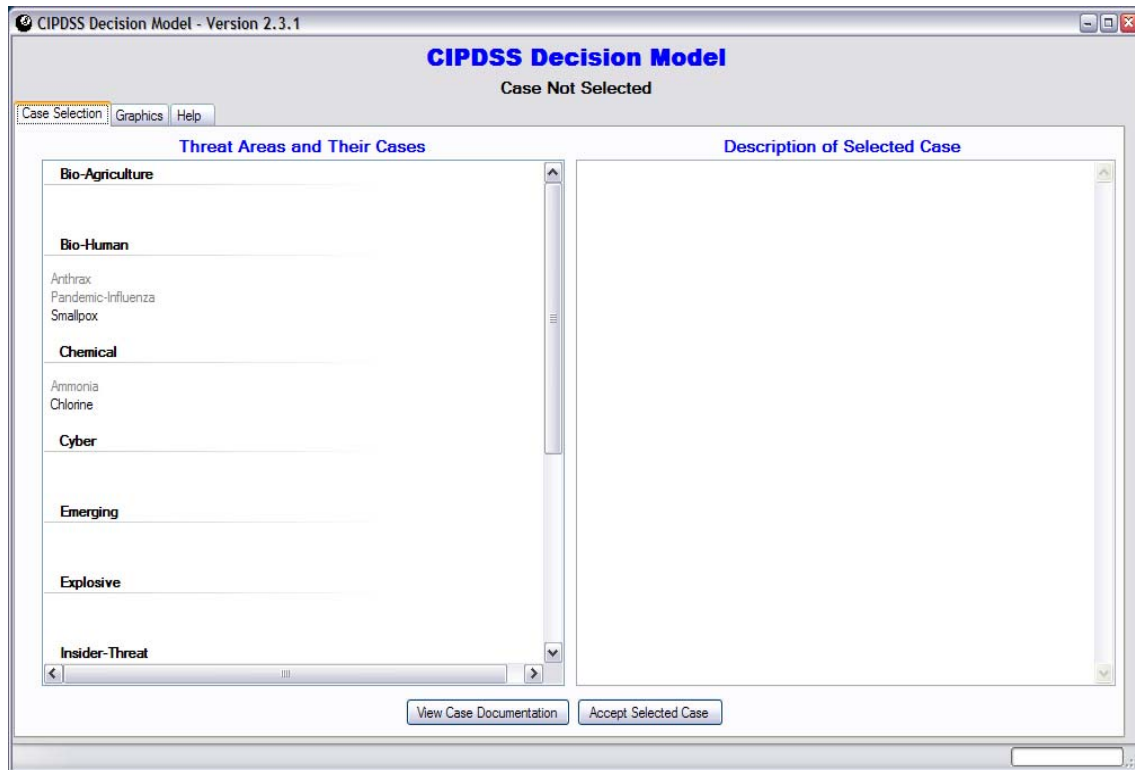 CIPDSS Decision Model - Version 2.3.1
CIPDSS Decision Model
Case Not Selected
Case Selection Graphics Help
Threat Areas and Their Cases
Description of Selected Case
Bio-Agriculture
Bio-Human
Anthrax
Pandemic-Influenza
Smallpox
Chemical
Ammonia
Chlorine
Cyber
Emerging
Explosive
Insider-Threat
View Case Documentation
Accept Selected Case